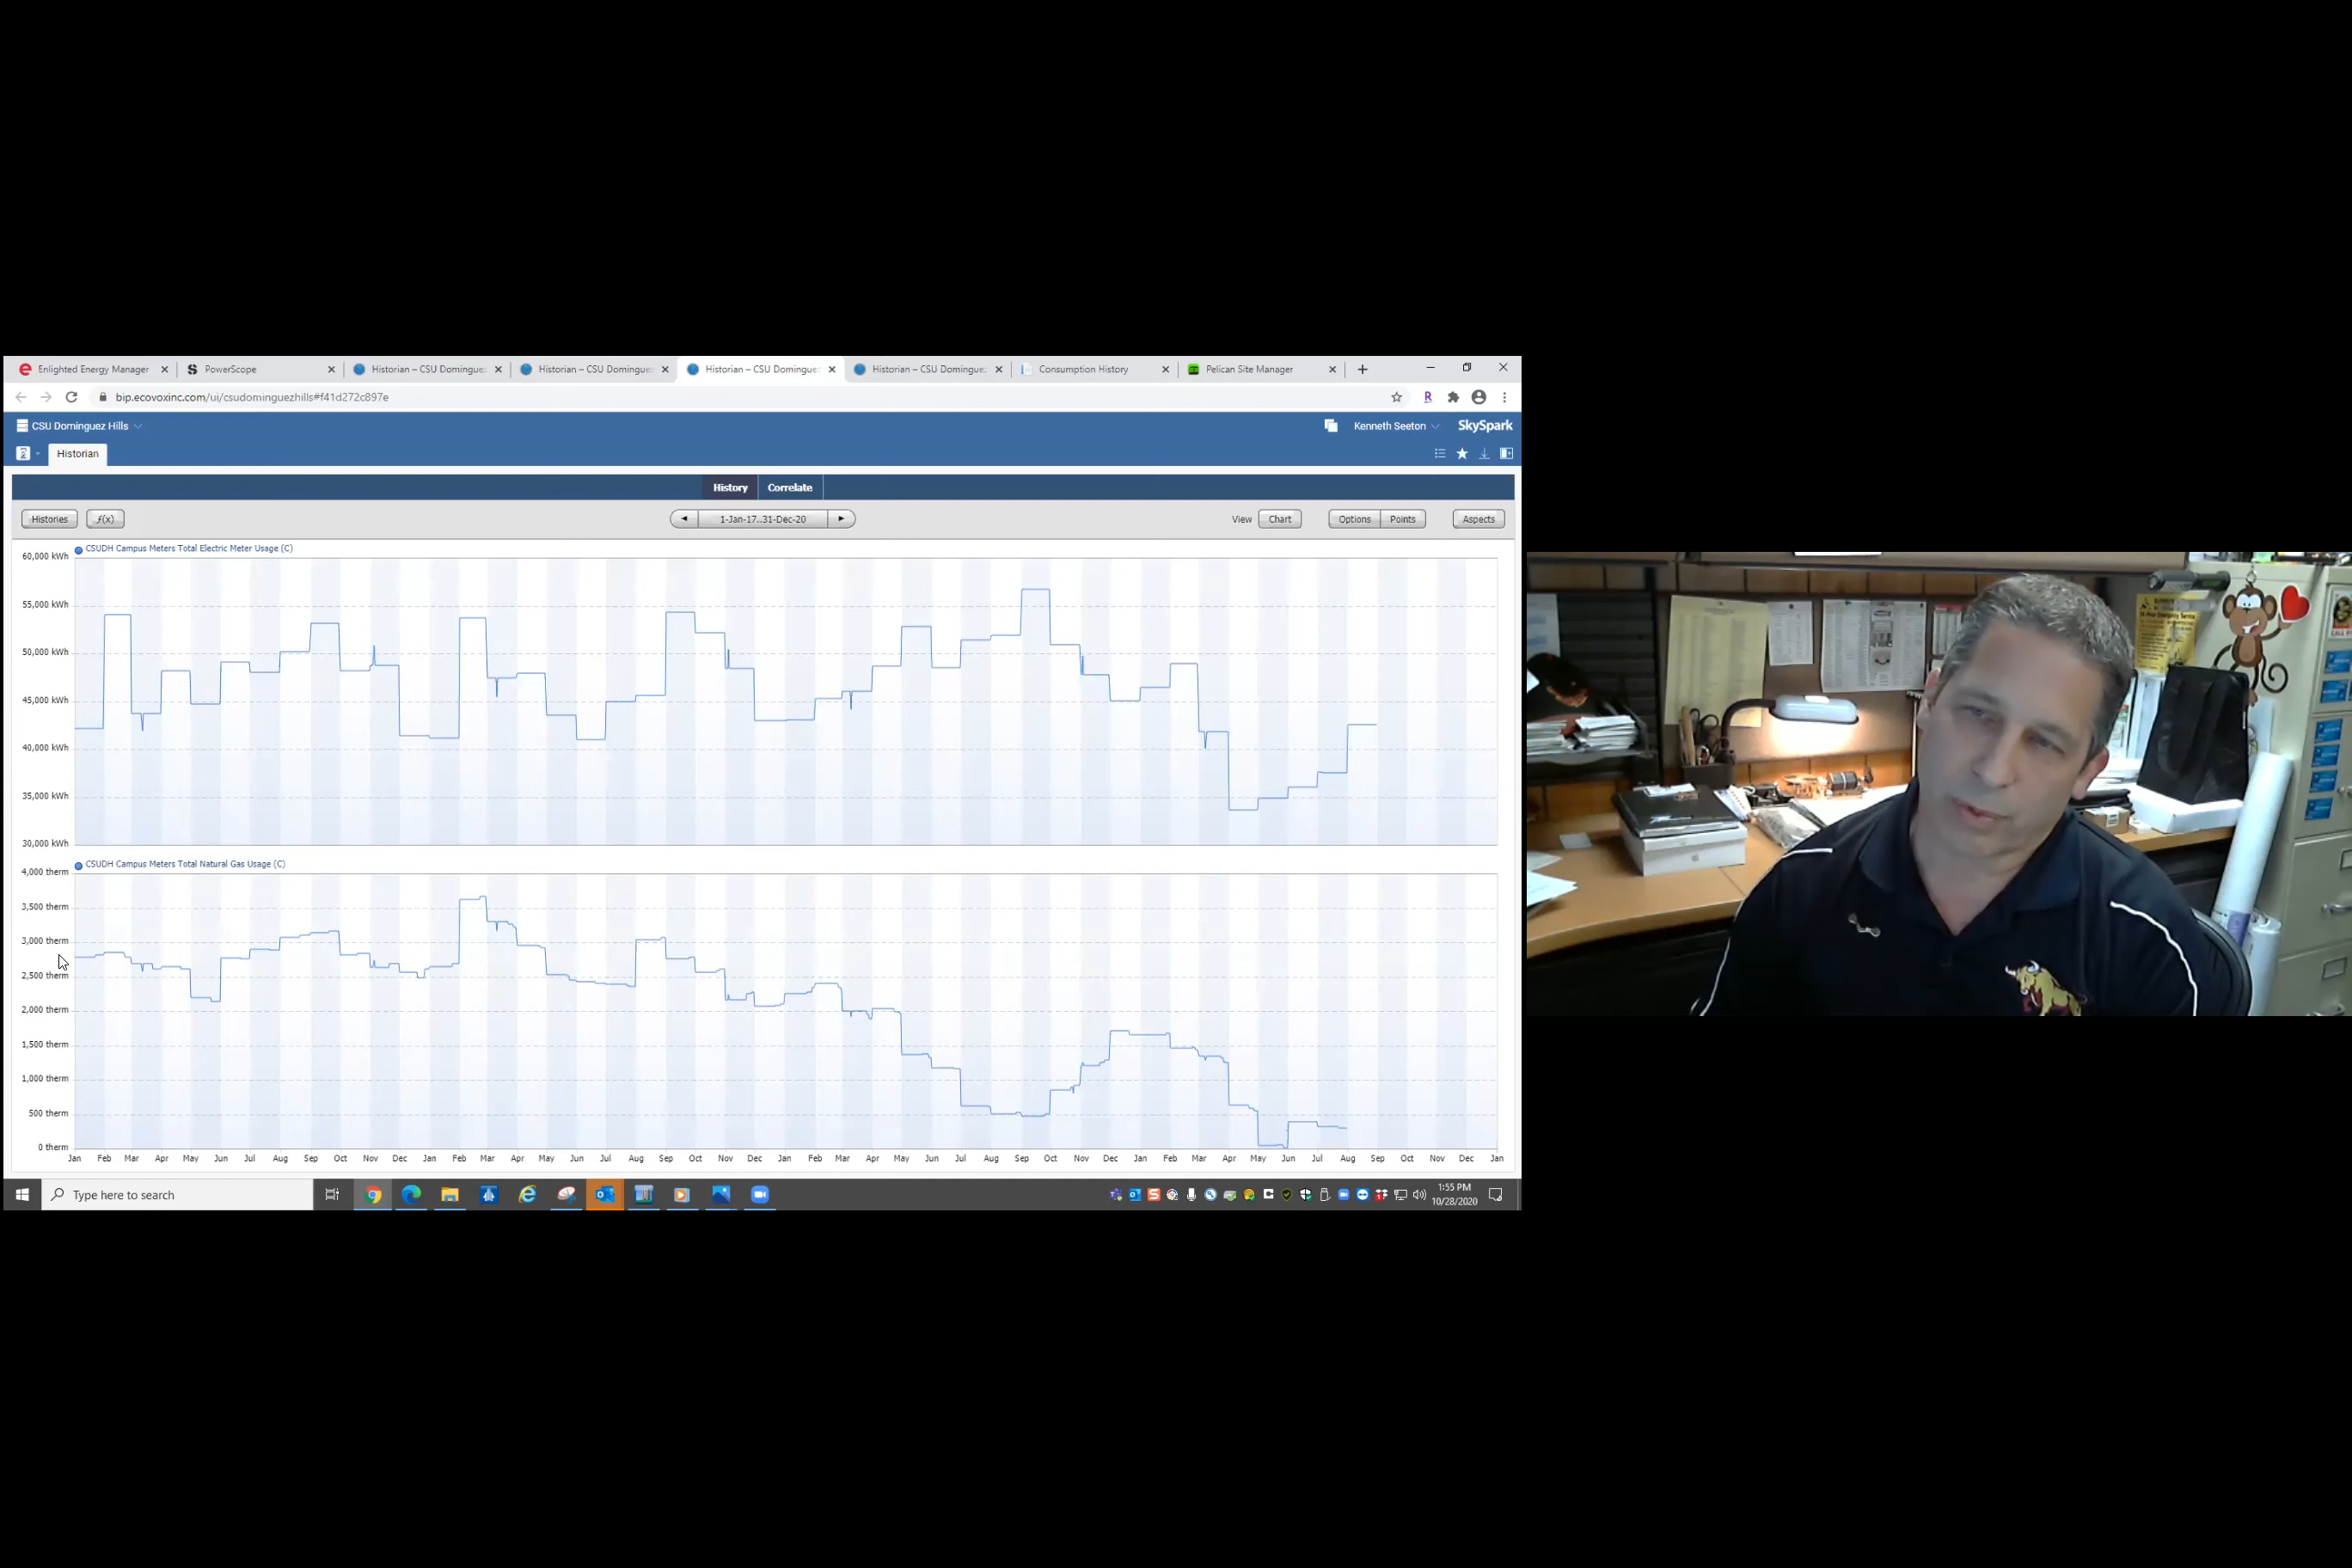 Enlighted Energy Manager
PowerScope
Historian – CSU Domingue
Historian – CSU Domingue
Historian – CSU Domingue
Historian – CSU Domingue
Consumption History
Pelican Site Manager
bip.ecovoxinc.com/ui/csudominguezhills#f41d272c897e
CSU Dominguez Hills
Kenneth Seeton
SkySpark
Historian
History Correlate
Histories f(x)
1-Jan-17..31-Dec-20
View Chart Options Points Aspects
CSUDH Campus Meters Total Electric Meter Usage (C)
60,000 kWh
55,000 kWh
50,000 kWh
45,000 kWh
40,000 kWh
35,000 kWh
30,000 kWh
CSUDH Campus Meters Total Natural Gas Usage (C)
4,000 therm
3,500 therm
3,000 therm
2,500 therm
2,000 therm
1,500 therm
1,000 therm
500 therm
0 therm
Jan Feb Mar Apr May Jun Jul Aug Sep Oct Nov Dec Jan Feb Mar Apr May Jun Jul Aug Sep Oct Nov Dec Jan Feb Mar Apr May Jun Jul Aug Sep Oct Nov Dec Jan Feb Mar Apr May Jun Jul Aug Sep Oct Nov Dec Jan
Type here to search
1:55 PM
10/28/2020